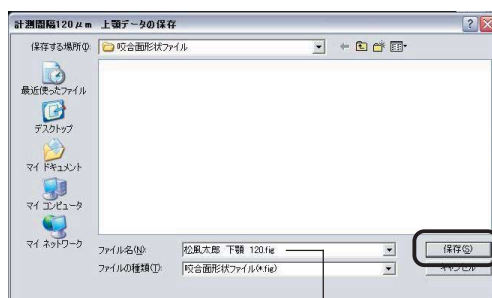 計測間隔120μm 上顎データの保存
保存する場所(I): 咬合面形状ファイル
最近使ったファイル
デスクトップ
マイ ドキュメント
マイ コンピュータ
マイ ネットワーク
ファイル名(N): 松風太郎 下顎 120.fig 保存(S)
ファイルの種類(T): 咬合面形状ファイル(*.fig) キャンセル